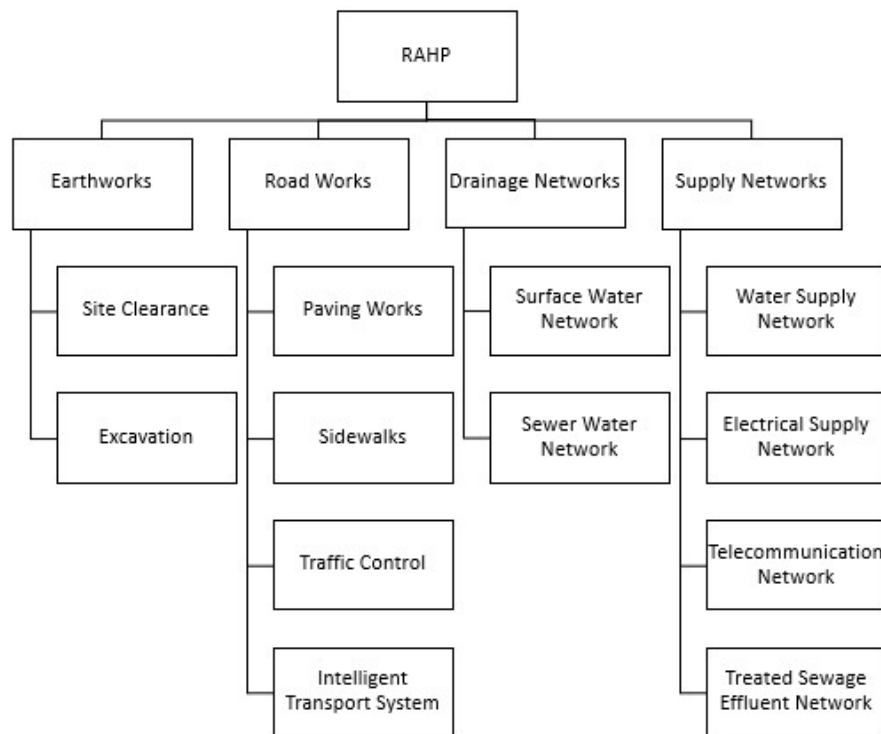 RAHP
Earthworks
Road Works
Drainage Networks
Supply Networks
Site Clearance
Paving Works
Surface Water
Network
Water Supply
Network
Excavation
Sidewalks
Sewer Water
Network
Electrical Supply
Network
Traffic Control
Telecommunication
Network
Intelligent
Transport System
Treated Sewage
Effluent Network